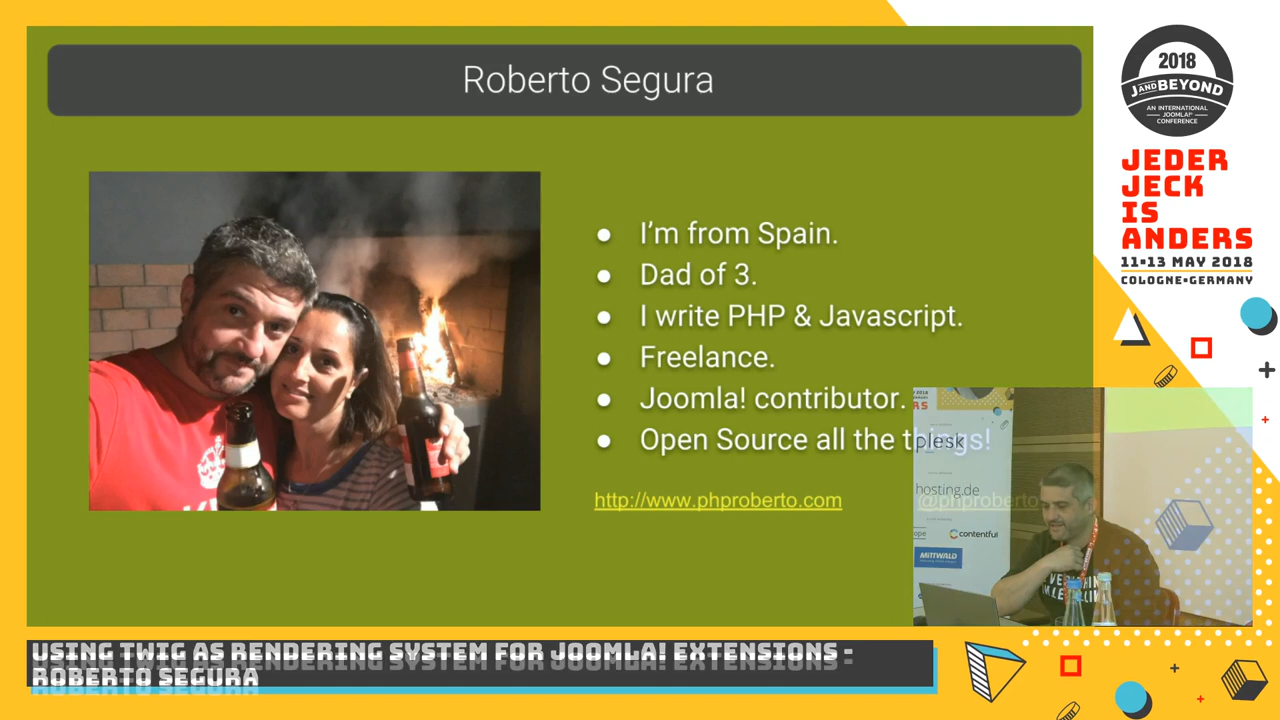 Roberto Segura
● I’m from Spain.
● Dad of 3.
● I write PHP & Javascript.
● Freelance.
● Joomla! contributor.
● Open Source all the things!
http://www.phproberto.com
@phproberto
2018
JANDBEYOND
AN INTERNATIONAL
JOOMLA!
CONFERENCE
JEDER
JECK
IS
ANDERS
11-13 MAY 2018
COLOGNE-GERMANY
plesk
hosting.de
contentful
MITTWALD
USING TWIG AS RENDERING SYSTEM FOR JOOMLA! EXTENSIONS -
ROBERTO SEGURA